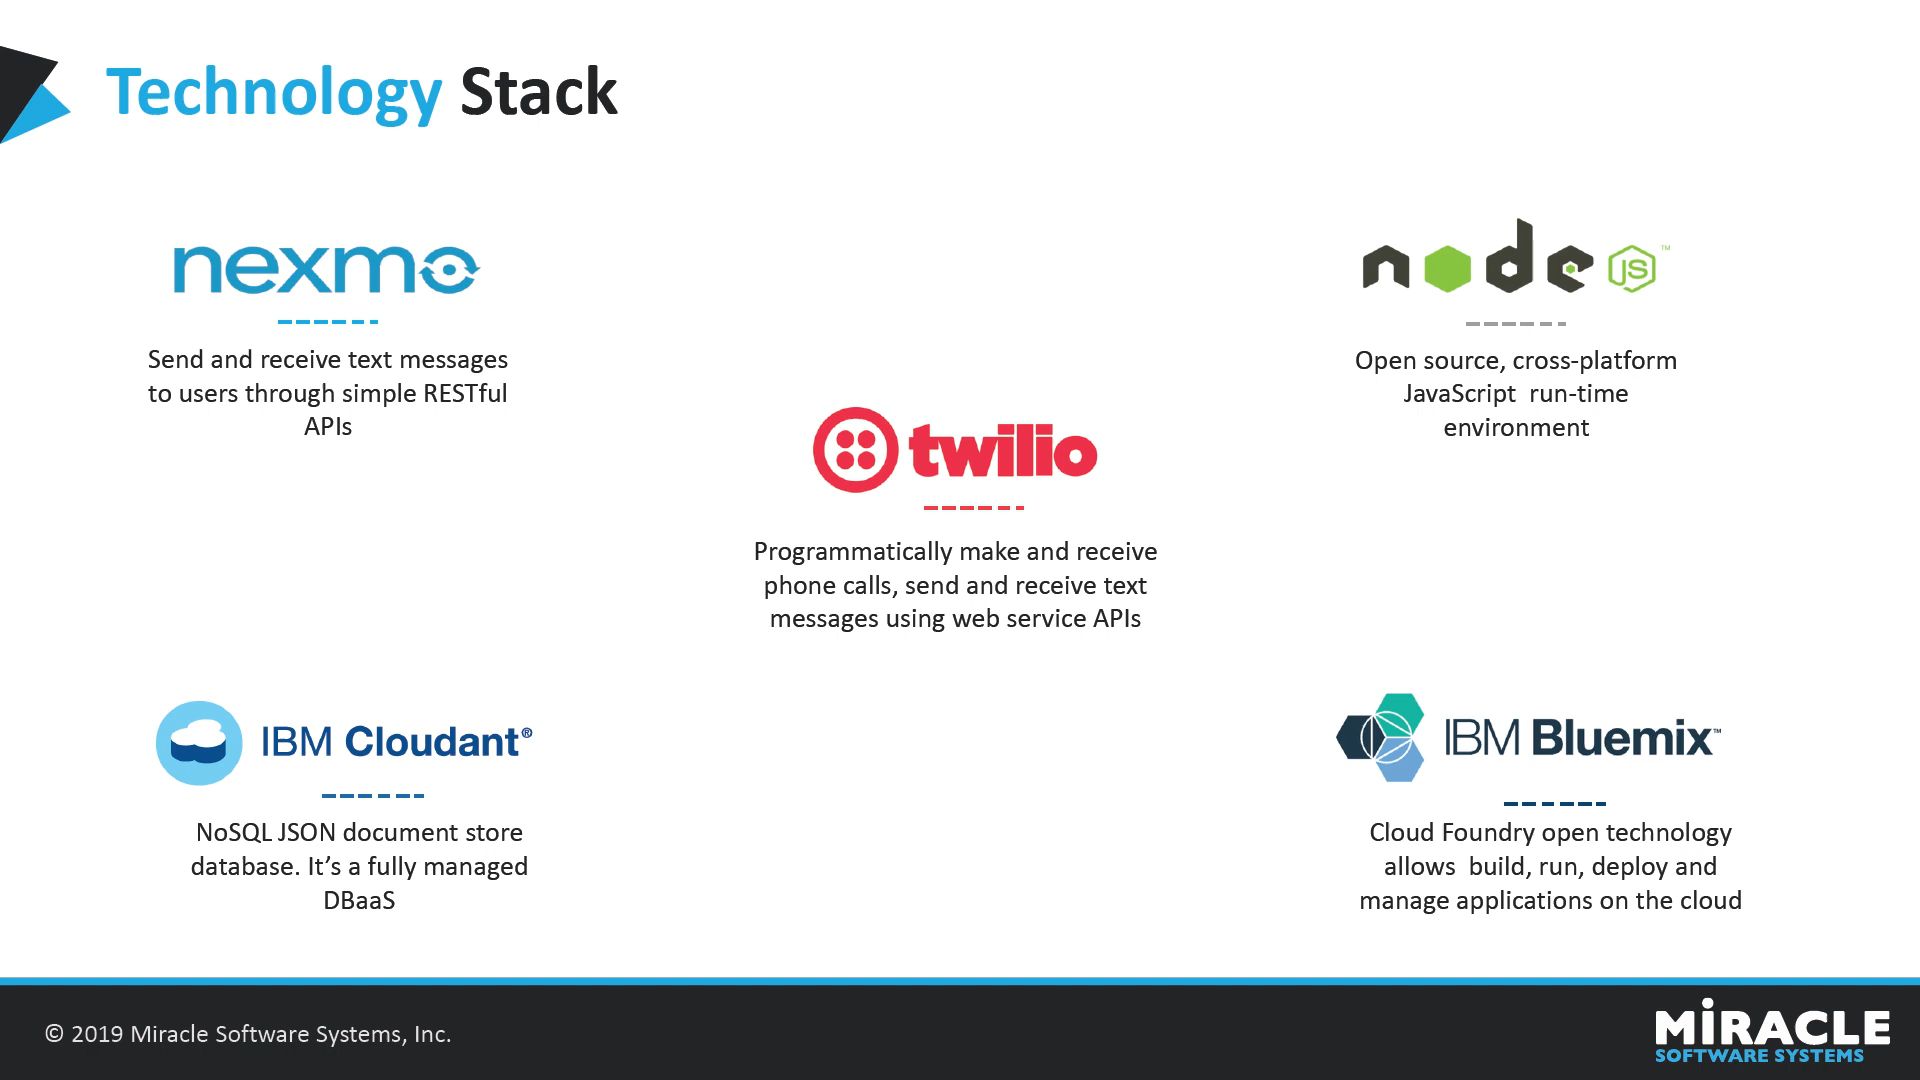 Technology Stack
nexmo
Send and receive text messages
to users through simple RESTful
APIs
node JS™
Open source, cross-platform
JavaScript  run-time
environment
twilio
Programmatically make and receive
phone calls, send and receive text
messages using web service APIs
IBM Cloudant®
NoSQL JSON document store
database. It’s a fully managed
DBaaS
IBM Bluemix™
Cloud Foundry open technology
allows  build, run, deploy and
manage applications on the cloud
© 2019 Miracle Software Systems, Inc.
MiRACLE
SOFTWARE SYSTEMS